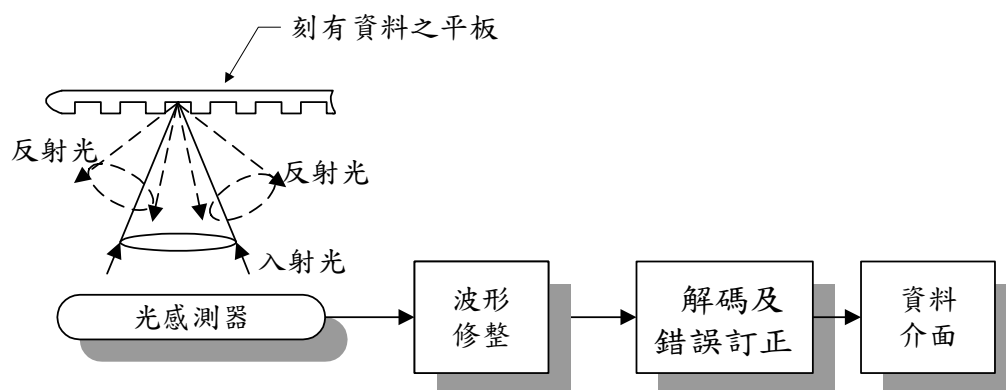 刻有資料之平板
反射光
反射光
入射光
光感測器
波形
修整
解碼及
錯誤訂正
資料
介面